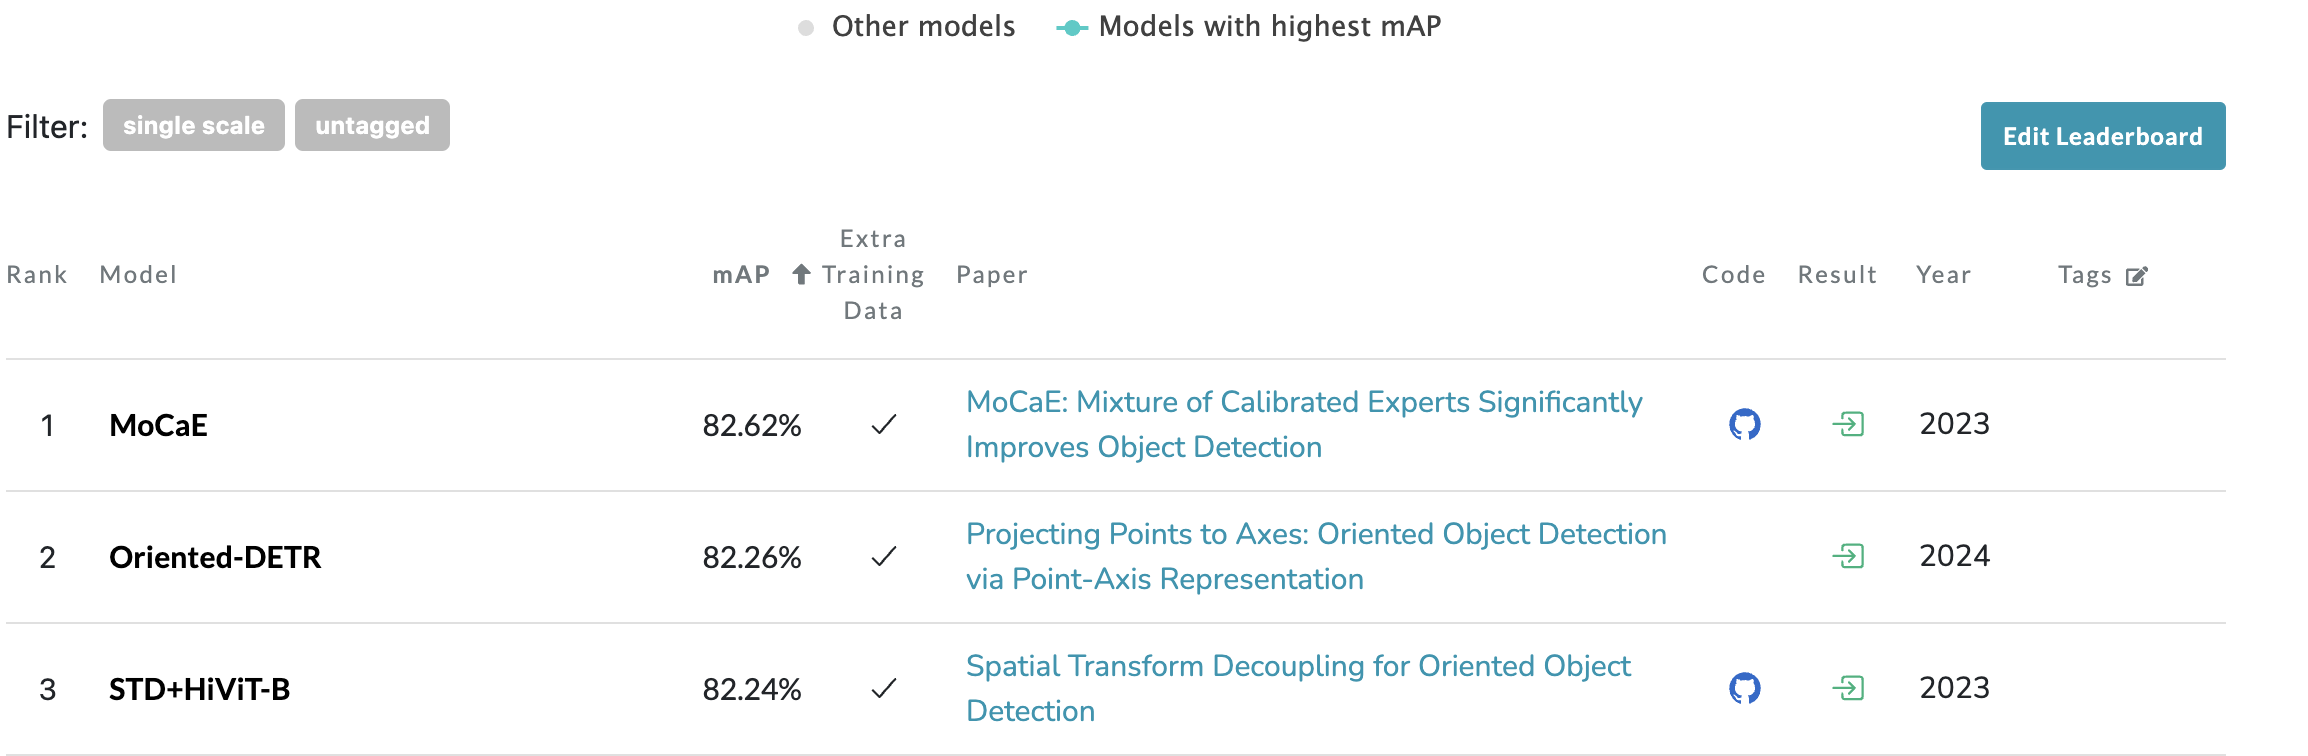 Other models Models with highest mAP
Filter: single scale untagged
Edit Leaderboard
Rank Model mAP Extra Training Data Paper Code Result Year Tags
1 MoCaE 82.62% MoCaE: Mixture of Calibrated Experts Significantly
Improves Object Detection 2023
2 Oriented-DETR 82.26% Projecting Points to Axes: Oriented Object Detection
via Point-Axis Representation 2024
3 STD+HiViT-B 82.24% Spatial Transform Decoupling for Oriented Object
Detection 2023